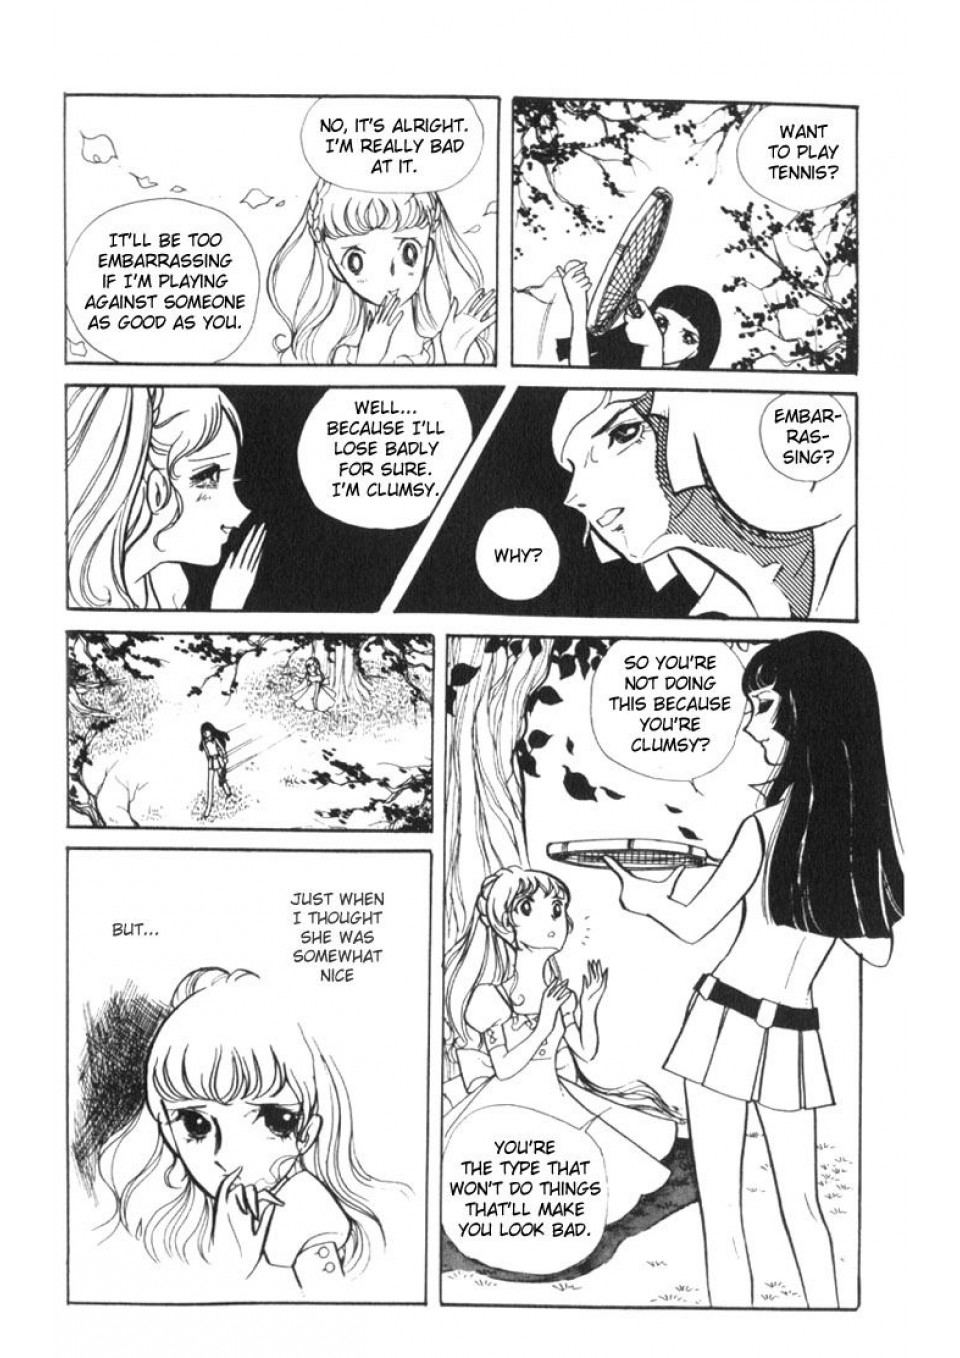 WANT
TO PLAY
TENNIS?
NO, IT'S ALRIGHT.
I'M REALLY BAD
AT IT.
IT'LL BE TOO
EMBARRASSING
IF I'M PLAYING
AGAINST SOMEONE
AS GOOD AS YOU.
EMBAR-
RAS-
SING?
WHY?
WELL...
BECAUSE I'LL
LOSE BADLY
FOR SURE.
I'M CLUMSY.
SO YOU'RE
NOT DOING
THIS BECAUSE
YOU'RE
CLUMSY?
YOU'RE
THE TYPE THAT
WON'T DO THINGS
THAT'LL MAKE
YOU LOOK BAD.
JUST WHEN
I THOUGHT
SHE WAS
SOMEWHAT
NICE
BUT...